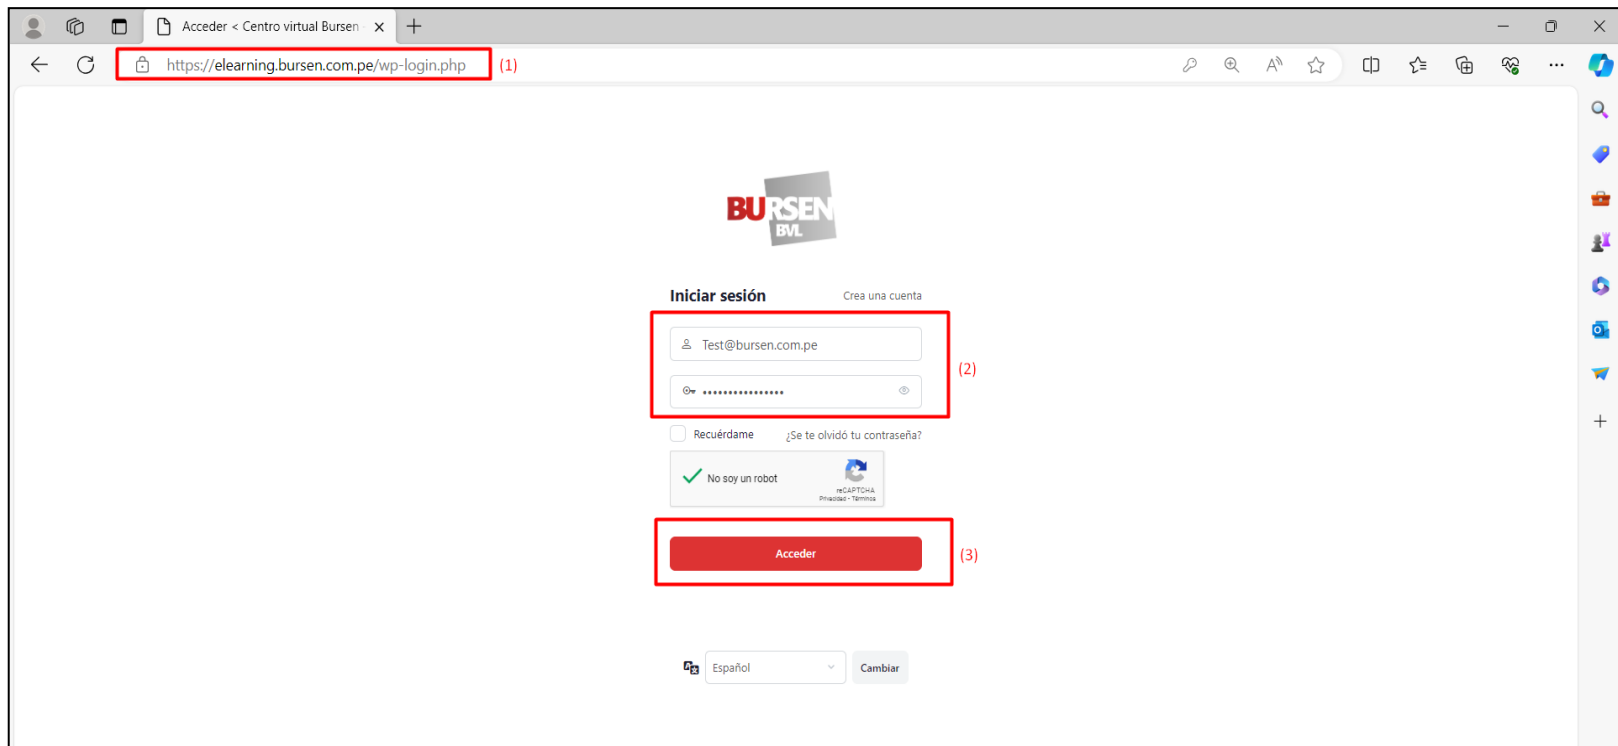 Acceder < Centro virtual Bursen
https://elearning.bursen.com.pe/wp-login.php (1)
BURSEN
BVL
Iniciar sesión Crea una cuenta
Test@bursen.com.pe
(2)
Recuérdame ¿Se te olvidó tu contraseña?
No soy un robot
reCAPTCHA
Privacidad - Términos
Acceder (3)
Español Cambiar